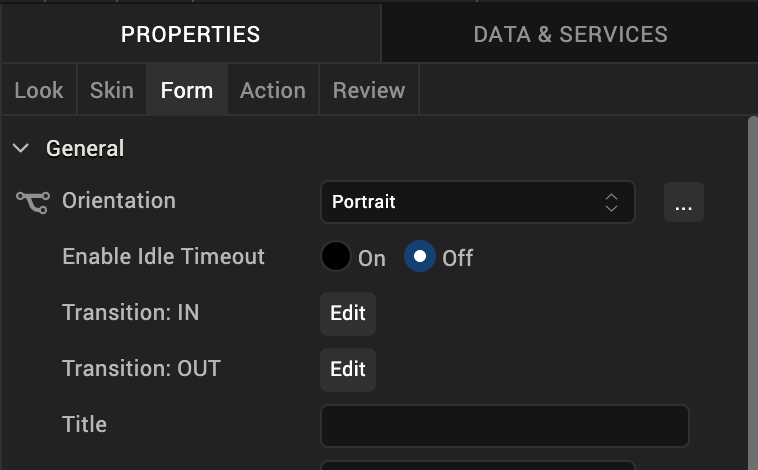 PROPERTIES DATA & SERVICES
Look Skin Form Action Review
General
Orientation Portrait ...
Enable Idle Timeout On Off
Transition: IN Edit
Transition: OUT Edit
Title